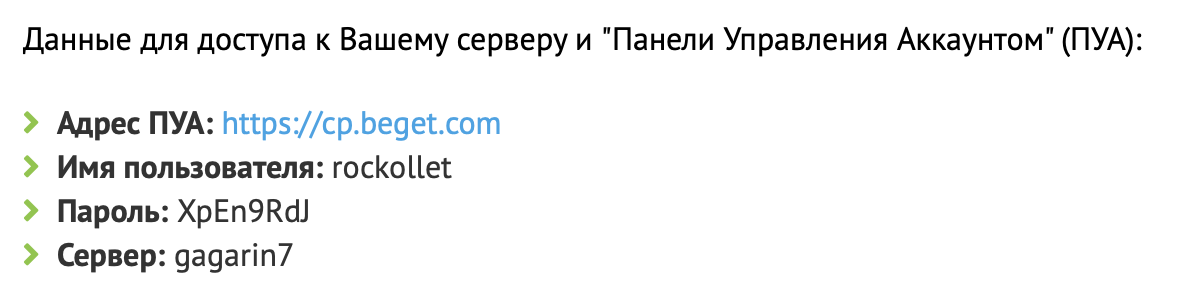 Данные для доступа к Вашему серверу и "Панели Управления Аккаунтом" (ПУА):
Адрес ПУА: https://cp.beget.com
Имя пользователя: rockollet
Пароль: XpEn9RdJ
Сервер: gagarin7